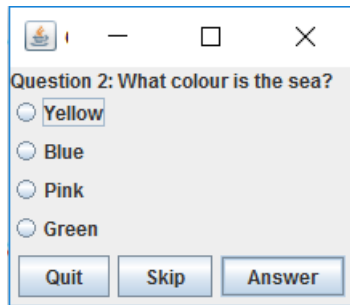 Question 2: What colour is the sea?
Yellow
Blue
Pink
Green
Quit Skip Answer